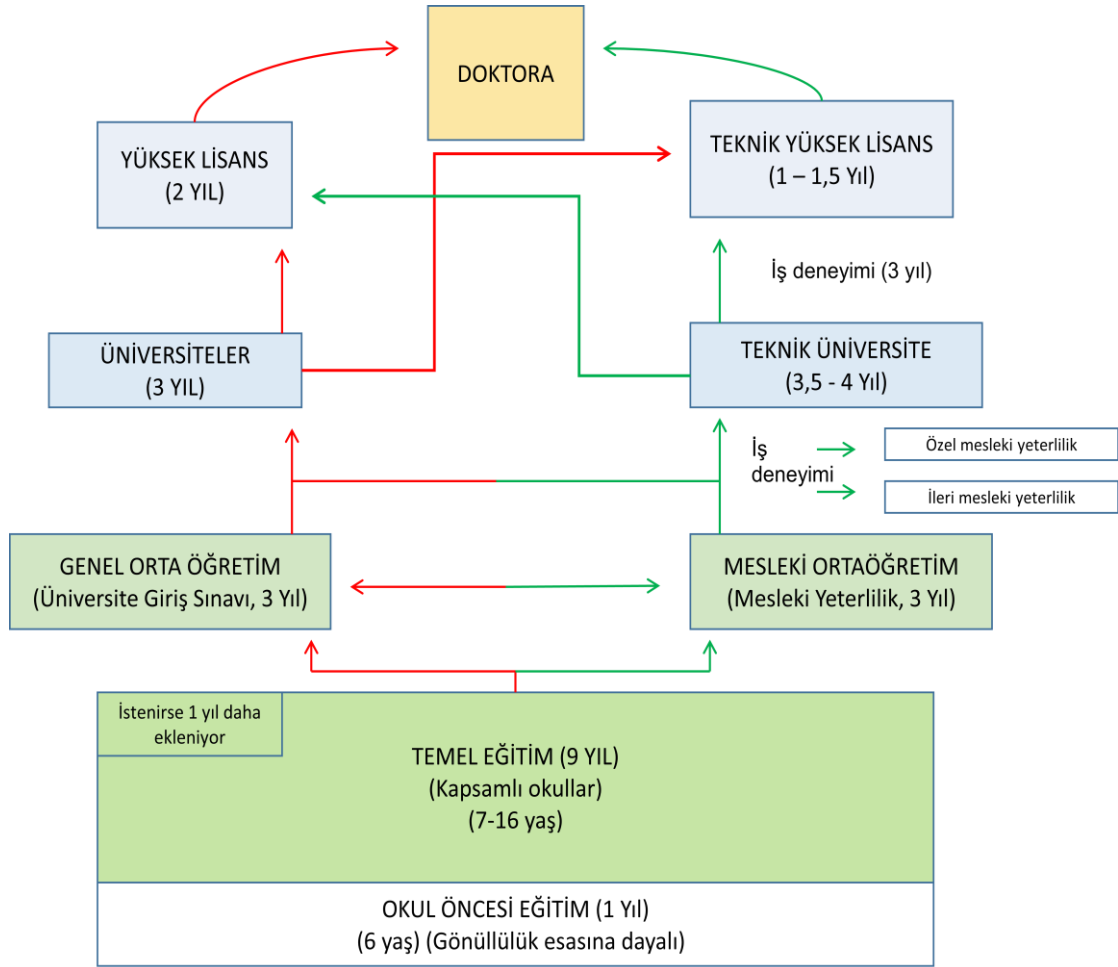 DOKTORA
YÜKSEK LİSANS
(2 YIL)
TEKNİK YÜKSEK LİSANS
(1 – 1,5 Yıl)
İş deneyimi (3 yıl)
ÜNİVERSİTELER
(3 YIL)
TEKNİK ÜNİVERSİTE
(3,5 - 4 Yıl)
İş
deneyimi
Özel mesleki yeterlilik
İleri mesleki yeterlilik
GENEL ORTA ÖĞRETİM
(Üniversite Giriş Sınavı, 3 Yıl)
MESLEKİ ORTAÖĞRETİM
(Mesleki Yeterlilik, 3 Yıl)
İstenirse 1 yıl daha
ekleniyor
TEMEL EĞİTİM (9 YIL)
(Kapsamlı okullar)
(7-16 yaş)
OKUL ÖNCESİ EĞİTİM (1 Yıl)
(6 yaş) (Gönüllülük esasına dayalı)